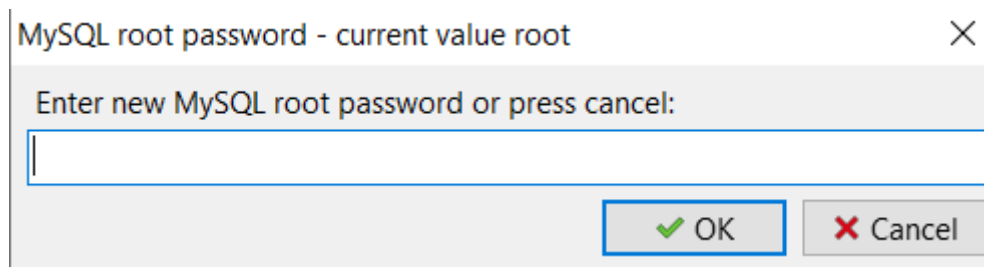 MySQL root password - current value root
Enter new MySQL root password or press cancel:
OK
Cancel